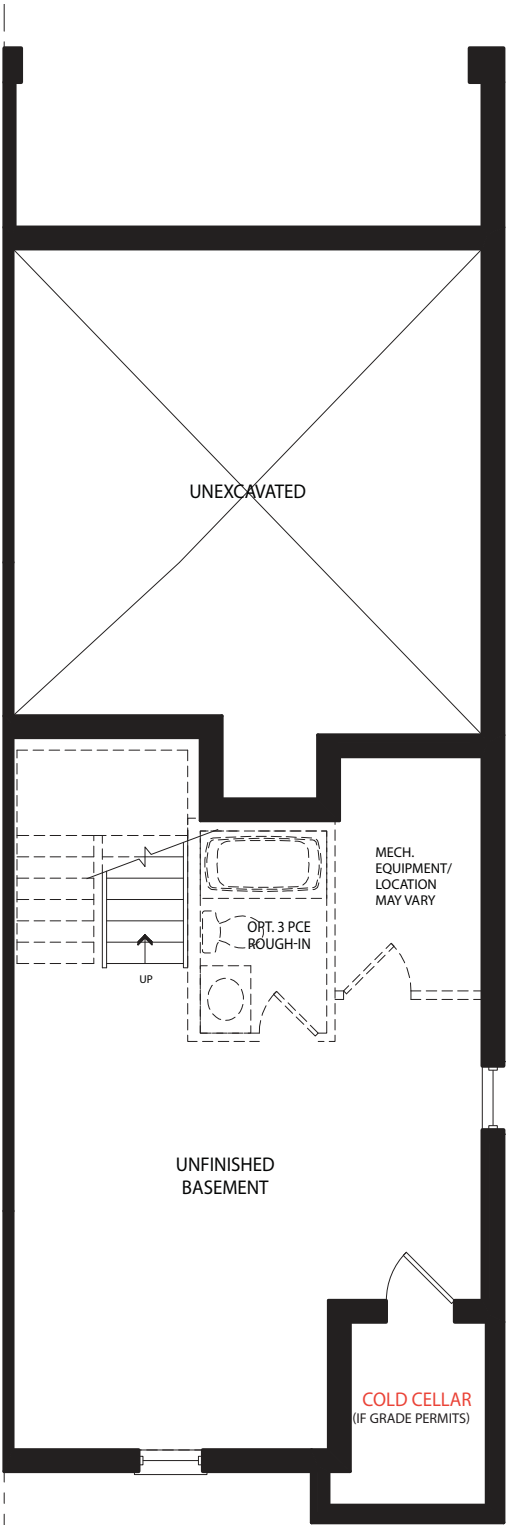 UNEXCAVATED
MECH.
EQUIPMENT/
LOCATION
MAY VARY
OPT. 3 PCE
ROUGH-IN
UP
UNFINISHED
BASEMENT
COLD CELLAR
(IF GRADE PERMITS)